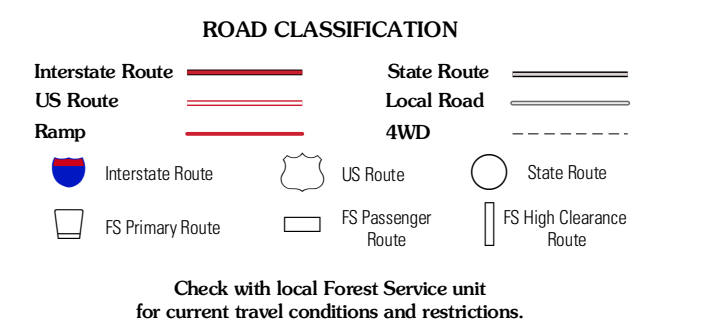 ROAD CLASSIFICATION
Interstate Route
State Route
US Route
Local Road
Ramp
4WD
Interstate Route
US Route
State Route
FS Primary Route
FS Passenger
Route
FS High Clearance
Route
Check with local Forest Service unit
for current travel conditions and restrictions.